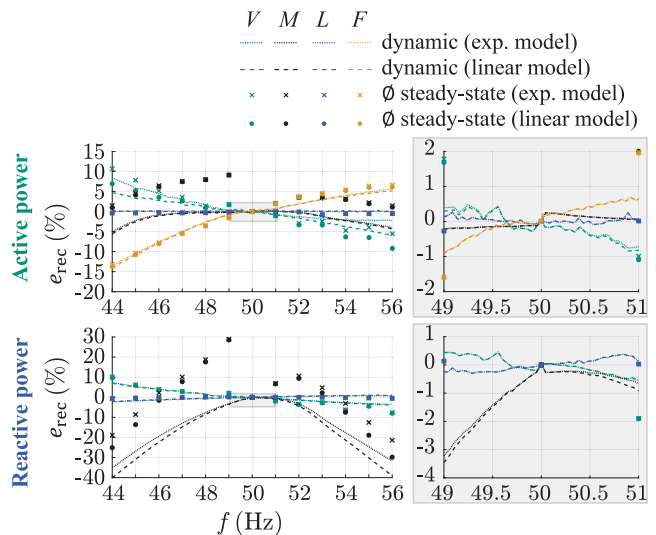 V M L F
dynamic (exp. model)
dynamic (linear model)
Ø steady-state (exp. model)
Ø steady-state (linear model)
Active power
e_rec (%)
15
10
5
0
-5
-10
-15
-20
44 46 48 50 52 54 56
2
1
0
-1
-2
49 49.5 50 50.5 51
Reactive power
e_rec (%)
30
20
10
0
-10
-20
-30
-40
44 46 48 50 52 54 56
f (Hz)
1
0
-1
-2
-3
-4
49 49.5 50 50.5 51